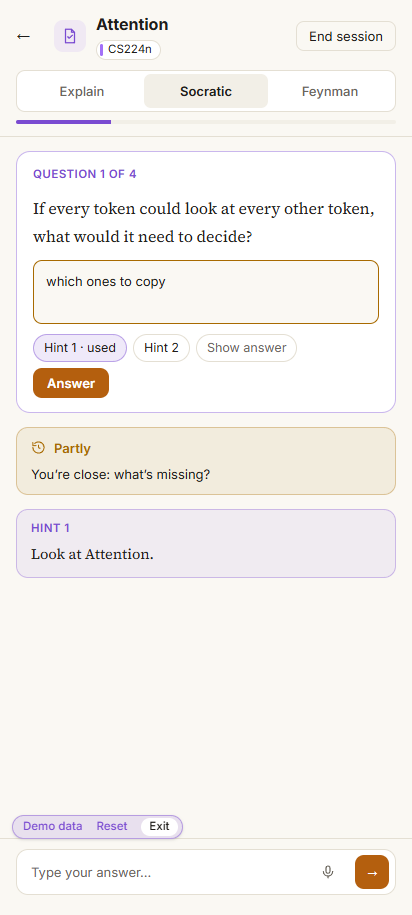 ← Attention
CS224n
End session
Explain Socratic Feynman
QUESTION 1 OF 4
If every token could look at every other token,
what would it need to decide?
which ones to copy
Hint 1 · used Hint 2 Show answer
Answer
Partly
You’re close: what’s missing?
HINT 1
Look at Attention.
Demo data Reset Exit
Type your answer... →